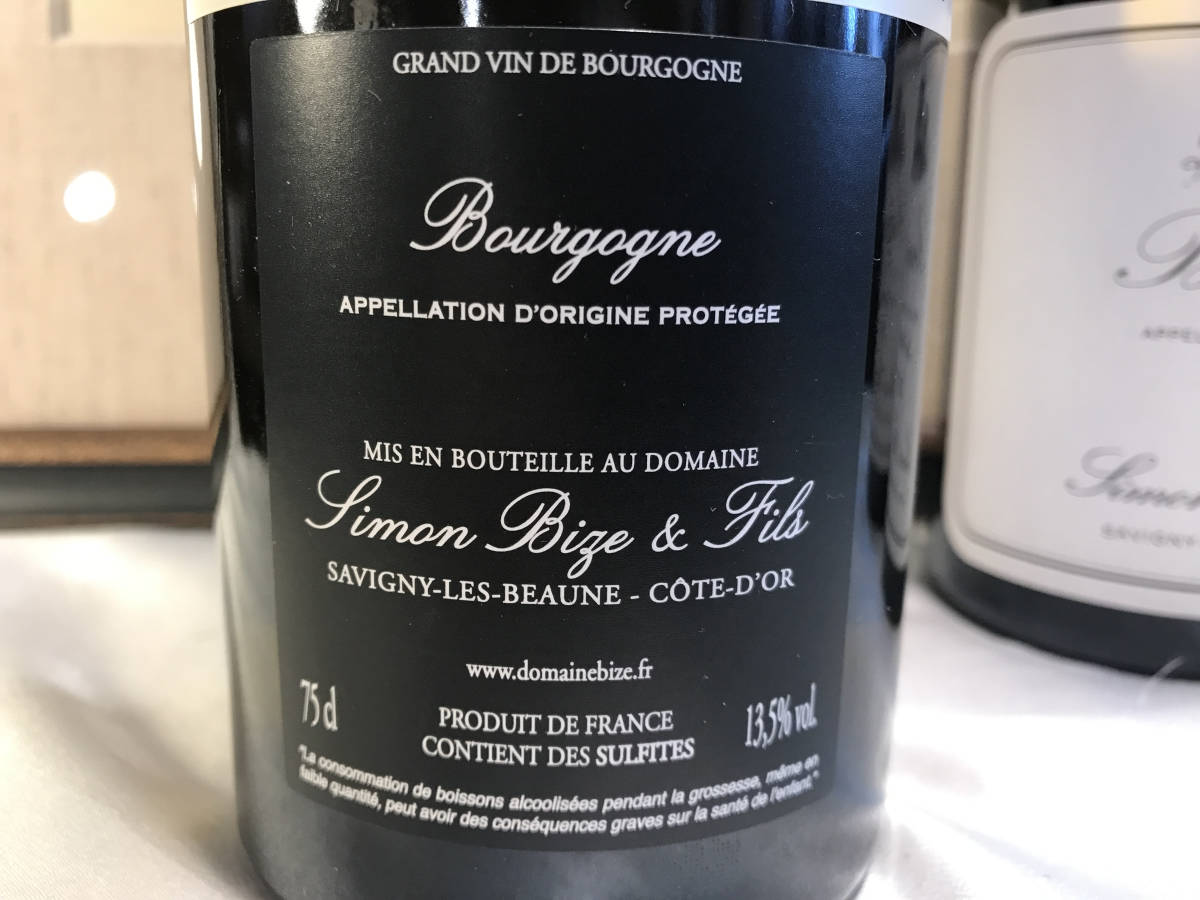 GRAND VIN DE BOURGOGNE
Bourgogne
APPELLATION D'ORIGINE PROTÉGÉE
MIS EN BOUTEILLE AU DOMAINE
Simon Bize & Fils
SAVIGNY-LES-BEAUNE - CÔTE-D'OR
www.domainebize.fr
75 cl
PRODUIT DE FRANCE
13,5% vol.
CONTIENT DES SULFITES
"La consommation de boissons alcoolisées pendant la grossesse, même en
faible quantité, peut avoir des conséquences graves sur la santé de l'enfant."
SAVIGNY